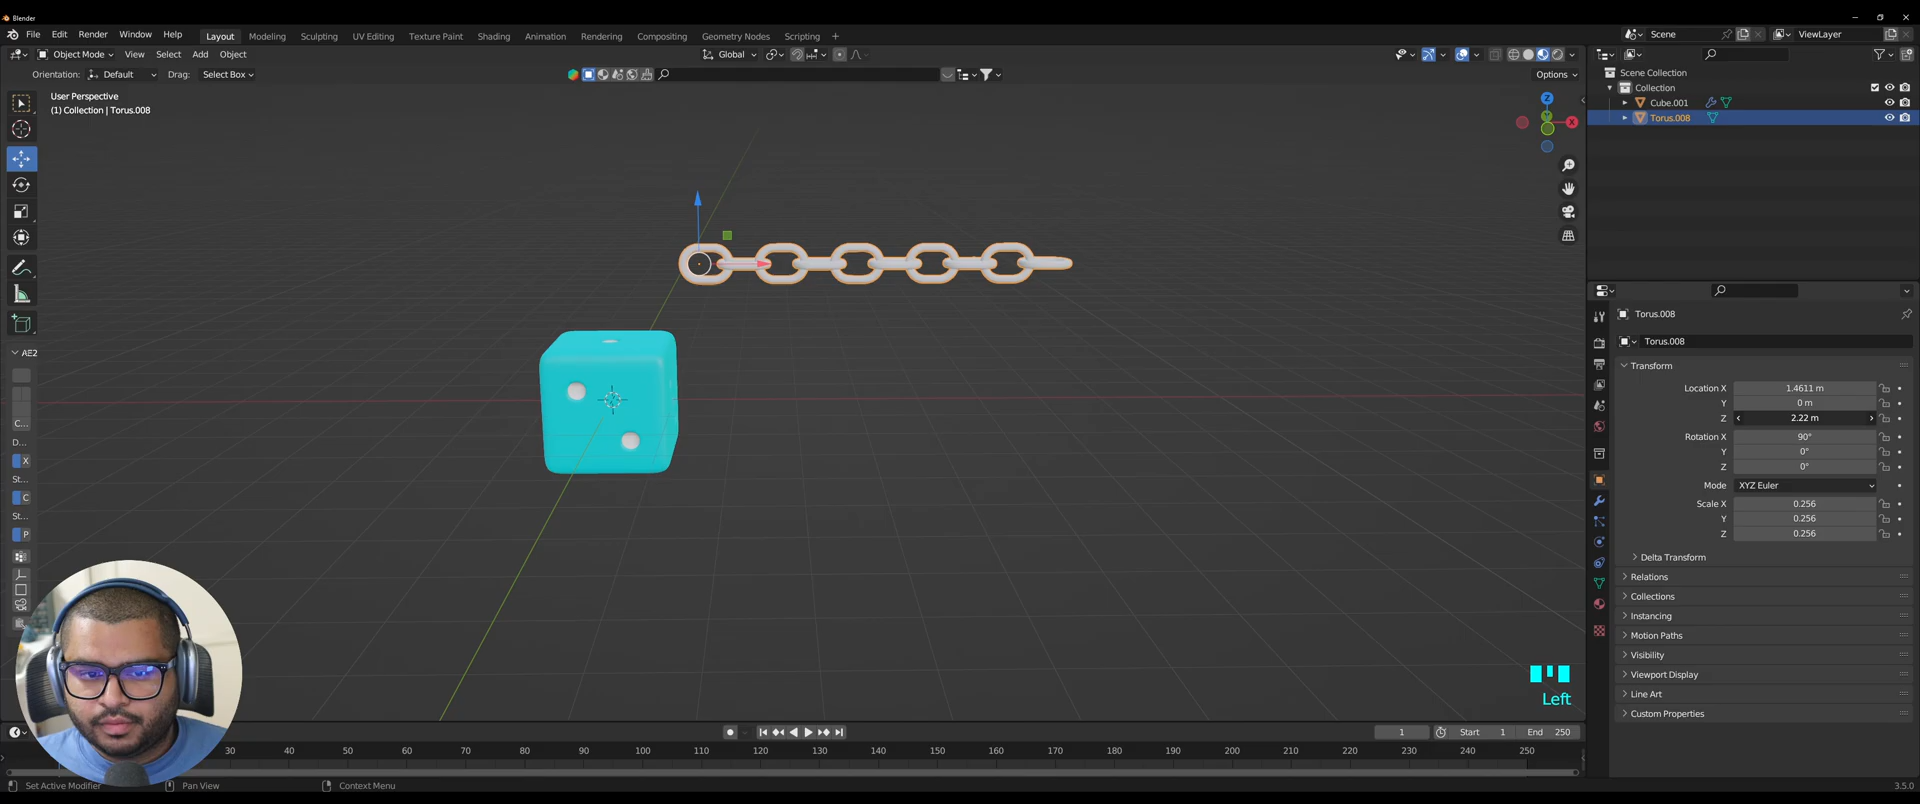 Blender
File Edit Render Window Help
Layout Modeling Sculpting UV Editing Texture Paint Shading Animation Rendering Compositing Geometry Nodes Scripting +
Scene ViewLayer
Object Mode View Select Add Object Global
Orientation: Default Drag: Select Box Options
User Perspective
(1) Collection | Torus.008
Z
Y
X
Scene Collection
Collection
Cube.001
Torus.008
AE2
C...
D...
X
St...
C
St...
P
Torus.008
Torus.008
Transform
Location X 1.4611 m
Y 0 m
Z 2.22 m
Rotation X 90°
Y 0°
Z 0°
Mode XYZ Euler
Scale X 0.256
Y 0.256
Z 0.256
Delta Transform
Relations
Collections
Instancing
Motion Paths
Visibility
Viewport Display
Line Art
Custom Properties
Left
1 Start 1 End 250
30 40 50 60 70 80 90 100 110 120 130 140 150 160 170 180 190 200 210 220 230 240 250
Set Active Modifier Pan View Context Menu 3.5.0